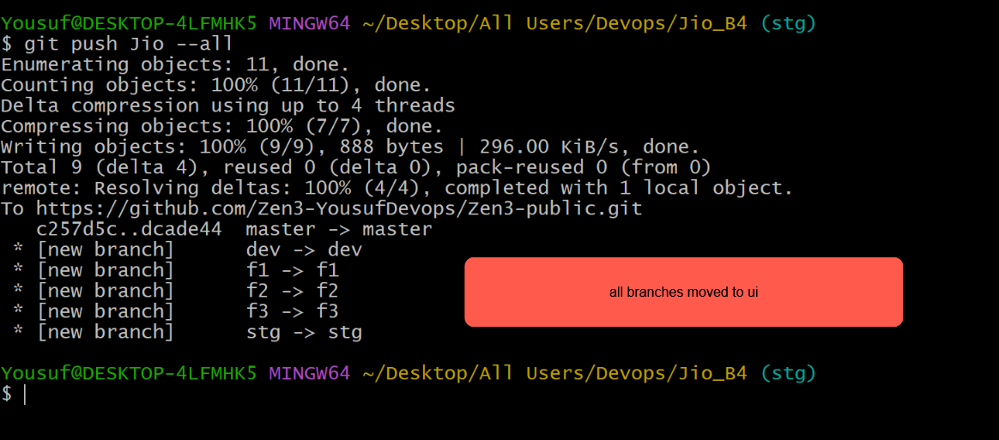 Yousuf@DESKTOP-4LFMHK5 MINGW64 ~/Desktop/All Users/Devops/Jio_B4 (stg)
$ git push Jio --all
Enumerating objects: 11, done.
Counting objects: 100% (11/11), done.
Delta compression using up to 4 threads
Compressing objects: 100% (7/7), done.
Writing objects: 100% (9/9), 888 bytes | 296.00 KiB/s, done.
Total 9 (delta 4), reused 0 (delta 0), pack-reused 0 (from 0)
remote: Resolving deltas: 100% (4/4), completed with 1 local object.
To https://github.com/Zen3-YousufDevops/Zen3-public.git
   c257d5c..dcade44  master -> master
 * [new branch]      dev -> dev
 * [new branch]      f1 -> f1
 * [new branch]      f2 -> f2
 * [new branch]      f3 -> f3
 * [new branch]      stg -> stg
all branches moved to ui
Yousuf@DESKTOP-4LFMHK5 MINGW64 ~/Desktop/All Users/Devops/Jio_B4 (stg)
$